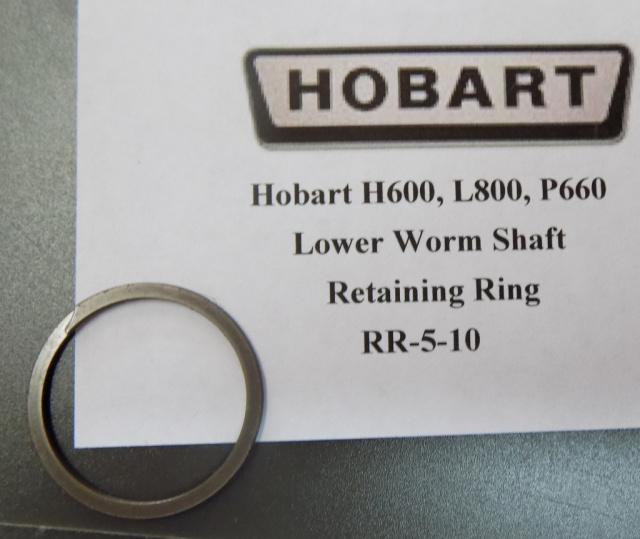 HOBART
Hobart H600, L800, P660
Lower Worm Shaft
Retaining Ring
RR-5-10